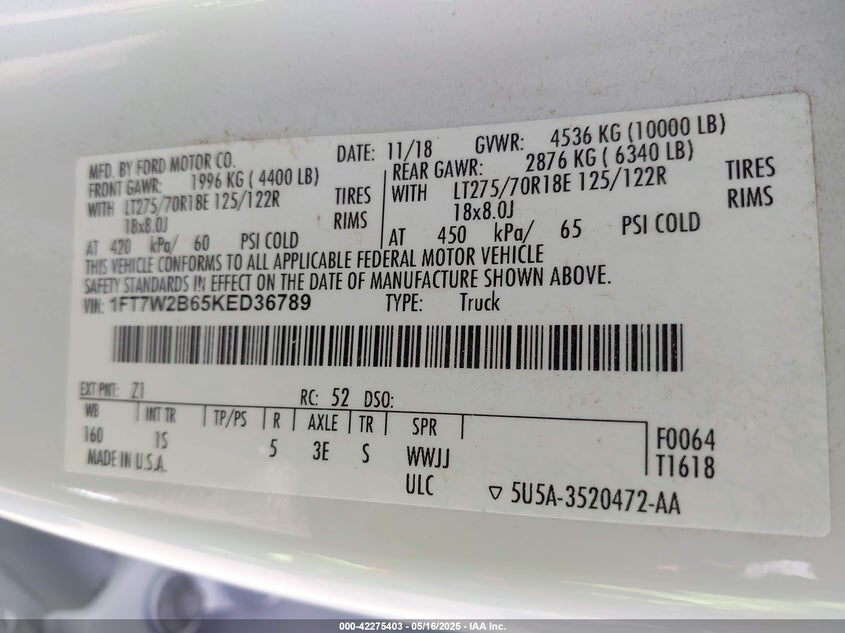 MFD. BY FORD MOTOR CO. DATE: 11/18 GVWR: 4536 KG (10000 LB)
FRONT GAWR: 1996 KG ( 4400 LB) REAR GAWR: 2876 KG ( 6340 LB)
WITH LT275/70R18E 125/122R TIRES WITH LT275/70R18E 125/122R TIRES
18x8.0J RIMS 18x8.0J RIMS
AT 420 kPa/ 60 PSI COLD AT 450 kPa/ 65 PSI COLD
THIS VEHICLE CONFORMS TO ALL APPLICABLE FEDERAL MOTOR VEHICLE
SAFETY STANDARDS IN EFFECT ON THE DATE OF MANUFACTURE SHOWN ABOVE.
VIN: 1FT7W2B65KED36789 TYPE: Truck
EXT PNT: Z1 RC: 52 DSO:
WB INT TR TP/PS R AXLE TR SPR
160 1S 5 3E S WWJJ F0064
MADE IN U.S.A. ULC T1618
▽ 5U5A-3520472-AA
000-42275403 - 05/16/2025 - IAA Inc.